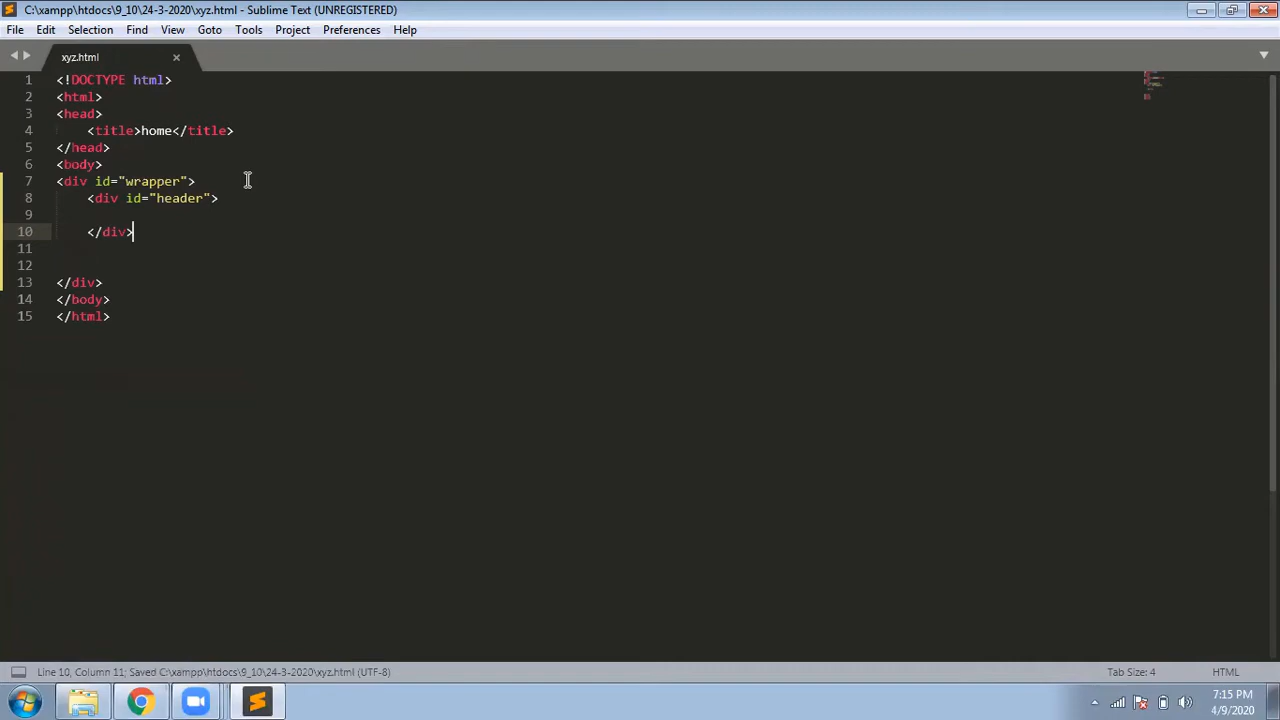 C:\xampp\htdocs\9_10\24-3-2020\xyz.html - Sublime Text (UNREGISTERED)
File Edit Selection Find View Goto Tools Project Preferences Help
xyz.html
1 <!DOCTYPE html>
2 <html>
3 <head>
4 <title>home</title>
5 </head>
6 <body>
7 <div id="wrapper">
8 <div id="header">
9
10 </div>
11
12
13 </div>
14 </body>
15 </html>
Line 10, Column 11; Saved C:\xampp\htdocs\9_10\24-3-2020\xyz.html (UTF-8) Tab Size: 4 HTML
7:15 PM
4/9/2020